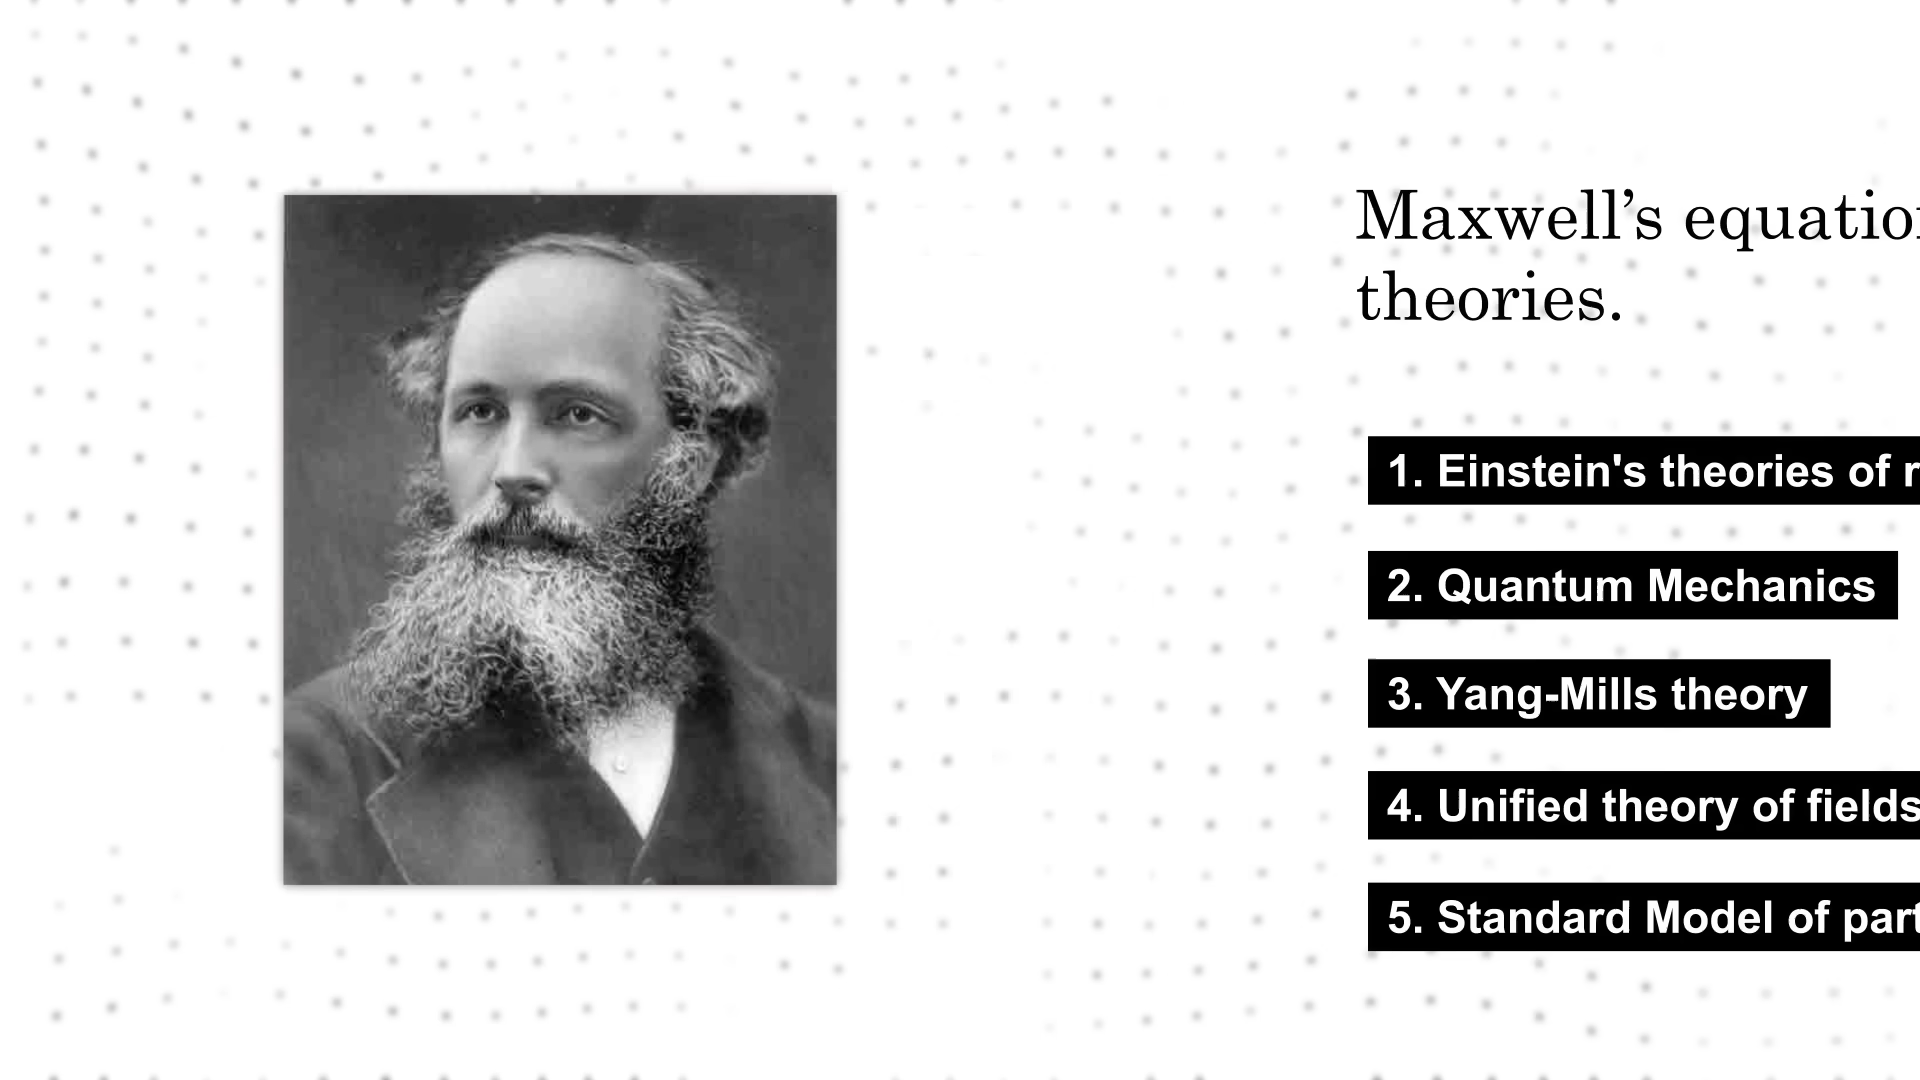 Maxwell’s equatio
theories.
1. Einstein's theories of
2. Quantum Mechanics
3. Yang-Mills theory
4. Unified theory of fields
5. Standard Model of part